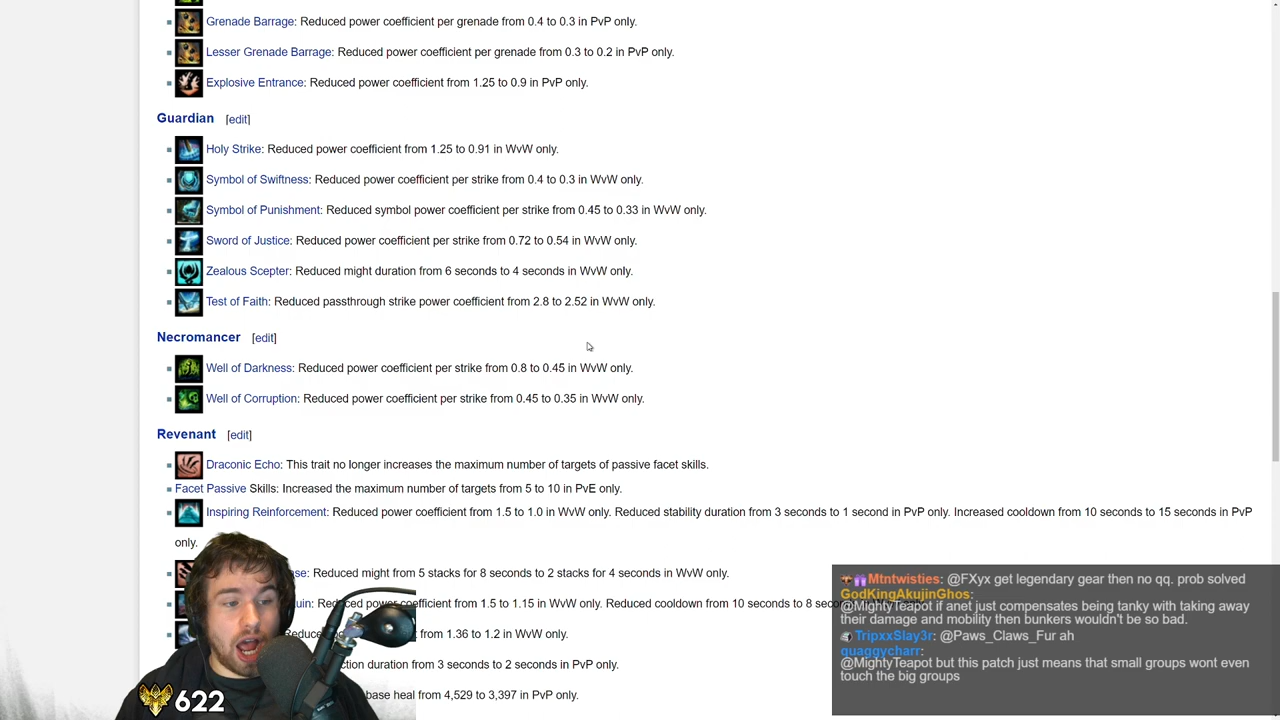 Grenade Barrage: Reduced power coefficient per grenade from 0.4 to 0.3 in PvP only.
Lesser Grenade Barrage: Reduced power coefficient per grenade from 0.3 to 0.2 in PvP only.
Explosive Entrance: Reduced power coefficient from 1.25 to 0.9 in PvP only.
Guardian [edit]
Holy Strike: Reduced power coefficient from 1.25 to 0.91 in WvW only.
Symbol of Swiftness: Reduced power coefficient per strike from 0.4 to 0.3 in WvW only.
Symbol of Punishment: Reduced symbol power coefficient per strike from 0.45 to 0.33 in WvW only.
Sword of Justice: Reduced power coefficient per strike from 0.72 to 0.54 in WvW only.
Zealous Scepter: Reduced might duration from 6 seconds to 4 seconds in WvW only.
Test of Faith: Reduced passthrough strike power coefficient from 2.8 to 2.52 in WvW only.
Necromancer [edit]
Well of Darkness: Reduced power coefficient per strike from 0.8 to 0.45 in WvW only.
Well of Corruption: Reduced power coefficient per strike from 0.45 to 0.35 in WvW only.
Revenant [edit]
Draconic Echo: This trait no longer increases the maximum number of targets of passive facet skills.
Facet Passive Skills: Increased the maximum number of targets from 5 to 10 in PvE only.
Inspiring Reinforcement: Reduced power coefficient from 1.5 to 1.0 in WvW only. Reduced stability duration from 3 seconds to 1 second in PvP only. Increased cooldown from 10 seconds to 15 seconds in PvP
only.
se: Reduced might from 5 stacks for 8 seconds to 2 stacks for 4 seconds in WvW only.
uin: Reduced power coefficient from 1.5 to 1.15 in WvW only. Reduced cooldown from 10 seconds to 8 seco
from 1.36 to 1.2 in WvW only.
ction duration from 3 seconds to 2 seconds in PvP only.
base heal from 4,529 to 3,397 in PvP only.
622
Mtntwisties: @FXyx get legendary gear then no qq. prob solved
GodKingAkujinGhos:
@MightyTeapot if anet just compensates being tanky with taking away
their damage and mobility then bunkers wouldn't be so bad.
TripxxSlay3r: @Paws_Claws_Fur ah
quaggycharr:
@MightyTeapot but this patch just means that small groups wont even
touch the big groups